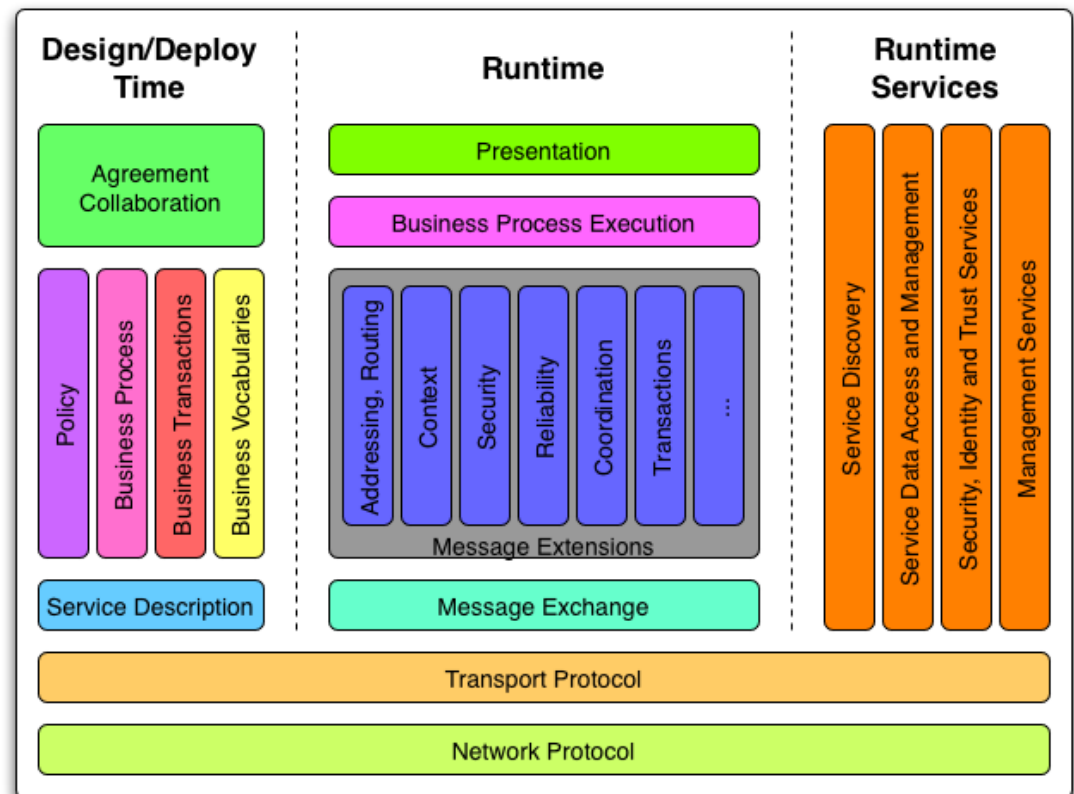 Design/Deploy
Time
Runtime
Runtime
Services
Agreement
Collaboration
Policy
Business Process
Business Transactions
Business Vocabularies
Service Description
Presentation
Business Process Execution
Addressing, Routing
Context
Security
Reliability
Coordination
Transactions
...
Message Extensions
Message Exchange
Service Discovery
Service Data Access and Management
Security, Identity and Trust Services
Management Services
Transport Protocol
Network Protocol